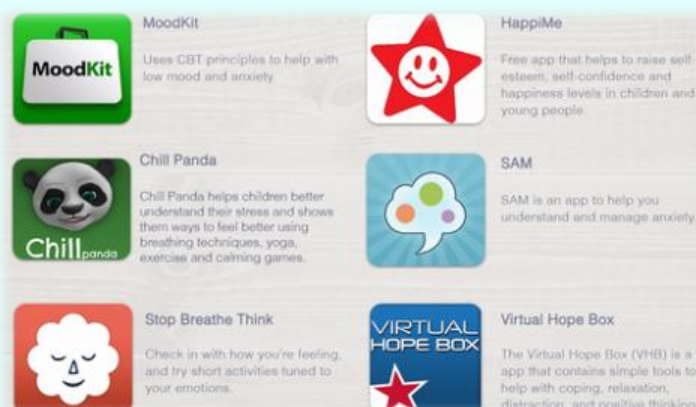 MoodKit
MoodKit
Uses CBT principles to help with
low mood and anxiety.
HappiMe
Free app that helps to raise self-
esteem, self-confidence and
happiness levels in children and
young people.
Chillpanda
Chill Panda
Chill Panda helps children better
understand their stress and shows
them ways to feel better using
breathing techniques, yoga,
exercise and calming games.
SAM
SAM is an app to help you
understand and manage anxiety.
Stop Breathe Think
Check in with how you're feeling,
and try short activities tuned to
your emotions.
VIRTUAL
HOPE BOX
Virtual Hope Box
The Virtual Hope Box (VHB) is a
app that contains simple tools to
help with coping, relaxation,
distraction, and positive thinking